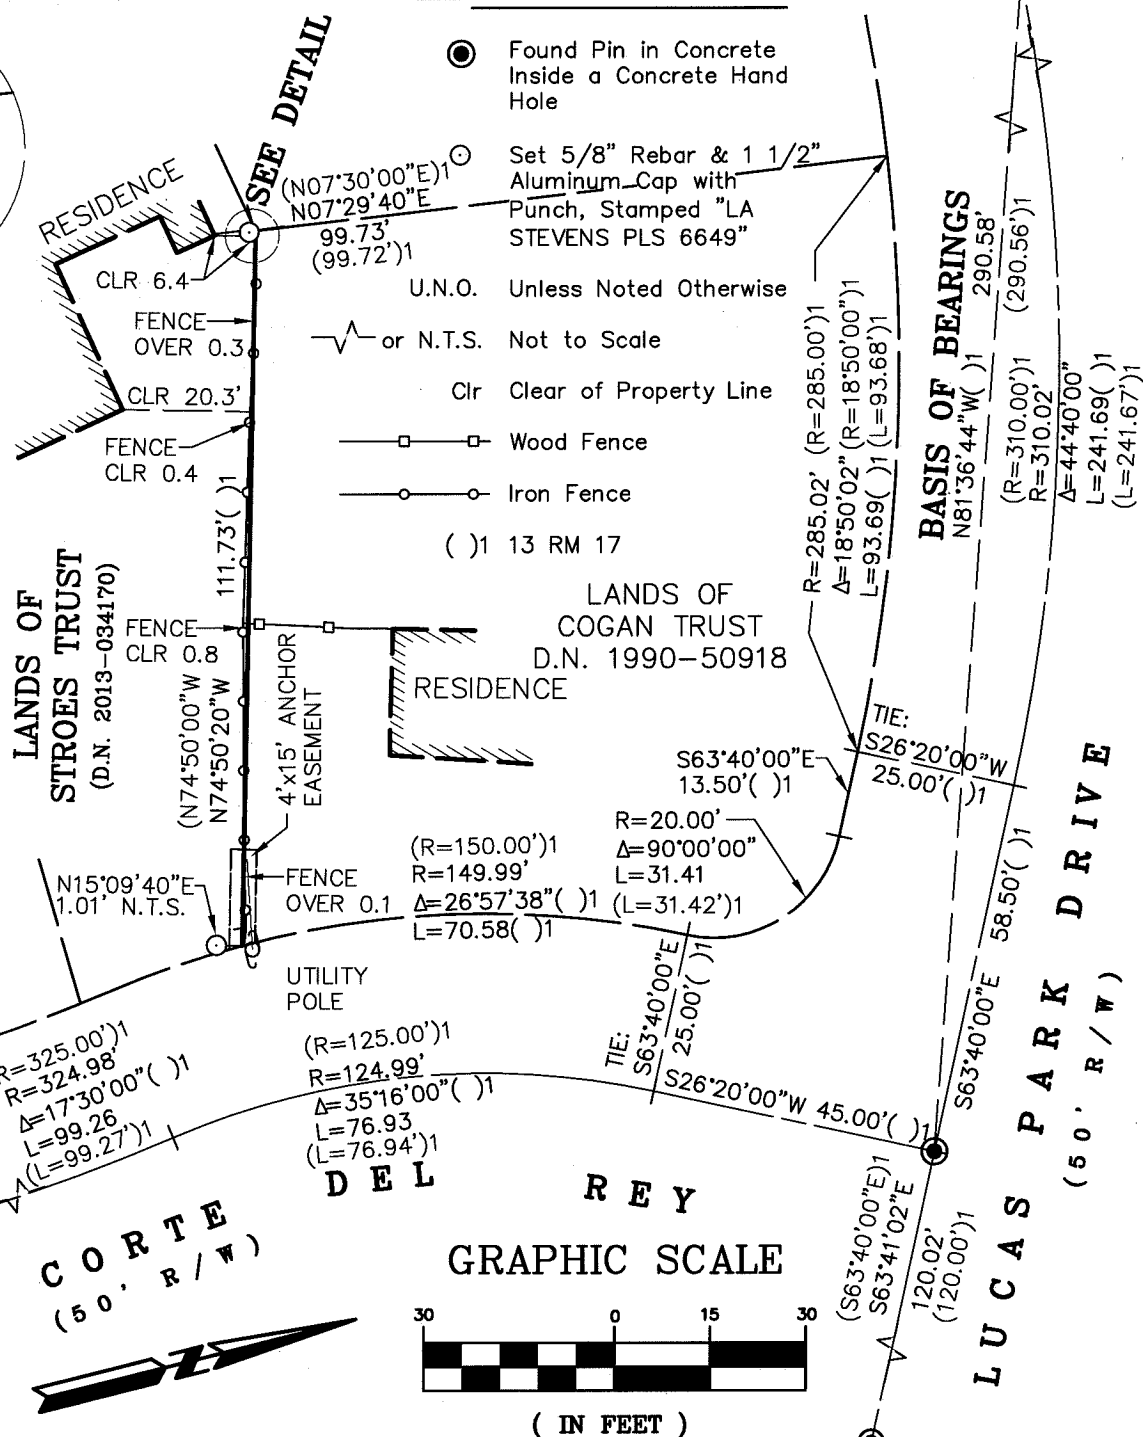 Found Pin in Concrete
Inside a Concrete Hand
Hole
Set 5/8" Rebar & 1 1/2"
Aluminum Cap with
Punch, Stamped "LA
STEVENS PLS 6649"
U.N.O. Unless Noted Otherwise
or N.T.S. Not to Scale
Clr Clear of Property Line
Wood Fence
Iron Fence
( )1 13 RM 17
SEE DETAIL
RESIDENCE
(N07°30'00"E)1
N07°29'40"E
99.73'
(99.72')1
CLR 6.4
FENCE
OVER 0.3
CLR 20.3'
FENCE
CLR 0.4
111.73'( )1
LANDS OF
STROES TRUST
(D.N. 2013-034170)
FENCE
CLR 0.8
(N74°50'00"W
N74°50'20"W
4'x15' ANCHOR
EASEMENT
RESIDENCE
LANDS OF
COGAN TRUST
D.N. 1990-50918
R=285.02' (R=285.00')1
Δ=18°50'02" (R=18°50'00")1
L=93.69( )1 (L=93.68')1
BASIS OF BEARINGS
N81°36'44"W( )1 290.58'
(290.56')1
(R=310.00')1
R=310.02'
Δ=44°40'00"
L=241.69( )1
(L=241.67')1
TIE:
S26°20'00"W
25.00'( )1
S63°40'00"E
13.50'( )1
R=20.00'
Δ=90°00'00"
L=31.41
(L=31.42')1
(R=150.00')1
R=149.99'
Δ=26°57'38"( )1
L=70.58( )1
FENCE
OVER 0.1
N15°09'40"E
1.01' N.T.S.
UTILITY
POLE
TIE:
S63°40'00"E
25.00'( )1
S63°40'00"E 58.50'( )1
R=325.00')1
R=324.98'
Δ=17°30'00"( )1
L=99.26
(L=99.27')1
(R=125.00')1
R=124.99'
Δ=35°16'00"( )1
L=76.93
(L=76.94')1
S26°20'00"W 45.00'( )1
(S63°40'00"E)1
S63°41'02"E
120.02'
(120.00')1
CORTE DEL REY
(50' R/W)
LUCAS PARK DRIVE
(50' R/W)
N
GRAPHIC SCALE
30 0 15 30
( IN FEET )